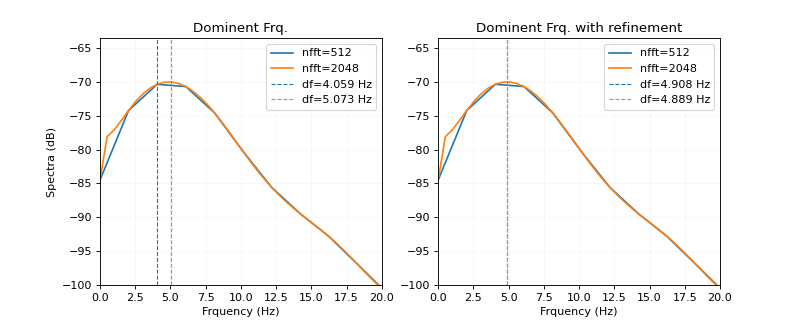 Dominent Frq.
Spectra (dB)
−65
−70
−75
−80
−85
−90
−95
−100
nfft=512
nfft=2048
df=4.059 Hz
df=5.073 Hz
0.0 2.5 5.0 7.5 10.0 12.5 15.0 17.5 20.0
Frquency (Hz)
Dominent Frq. with refinement
−65
−70
−75
−80
−85
−90
−95
−100
nfft=512
nfft=2048
df=4.908 Hz
df=4.889 Hz
0.0 2.5 5.0 7.5 10.0 12.5 15.0 17.5 20.0
Frquency (Hz)